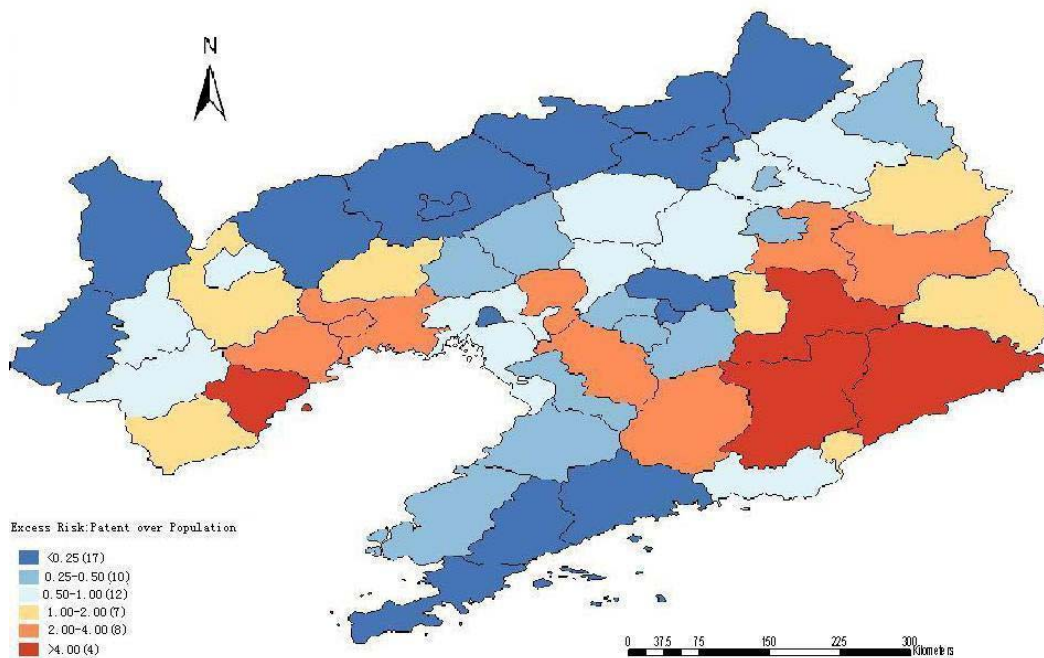 N
Excess Risk:Patent over Population
<0.25(17)
0.25-0.50(10)
0.50-1.00(12)
1.00-2.00(7)
2.00-4.00(8)
>4.00(4)
0 37.5 75 150 225 300
Kilometers